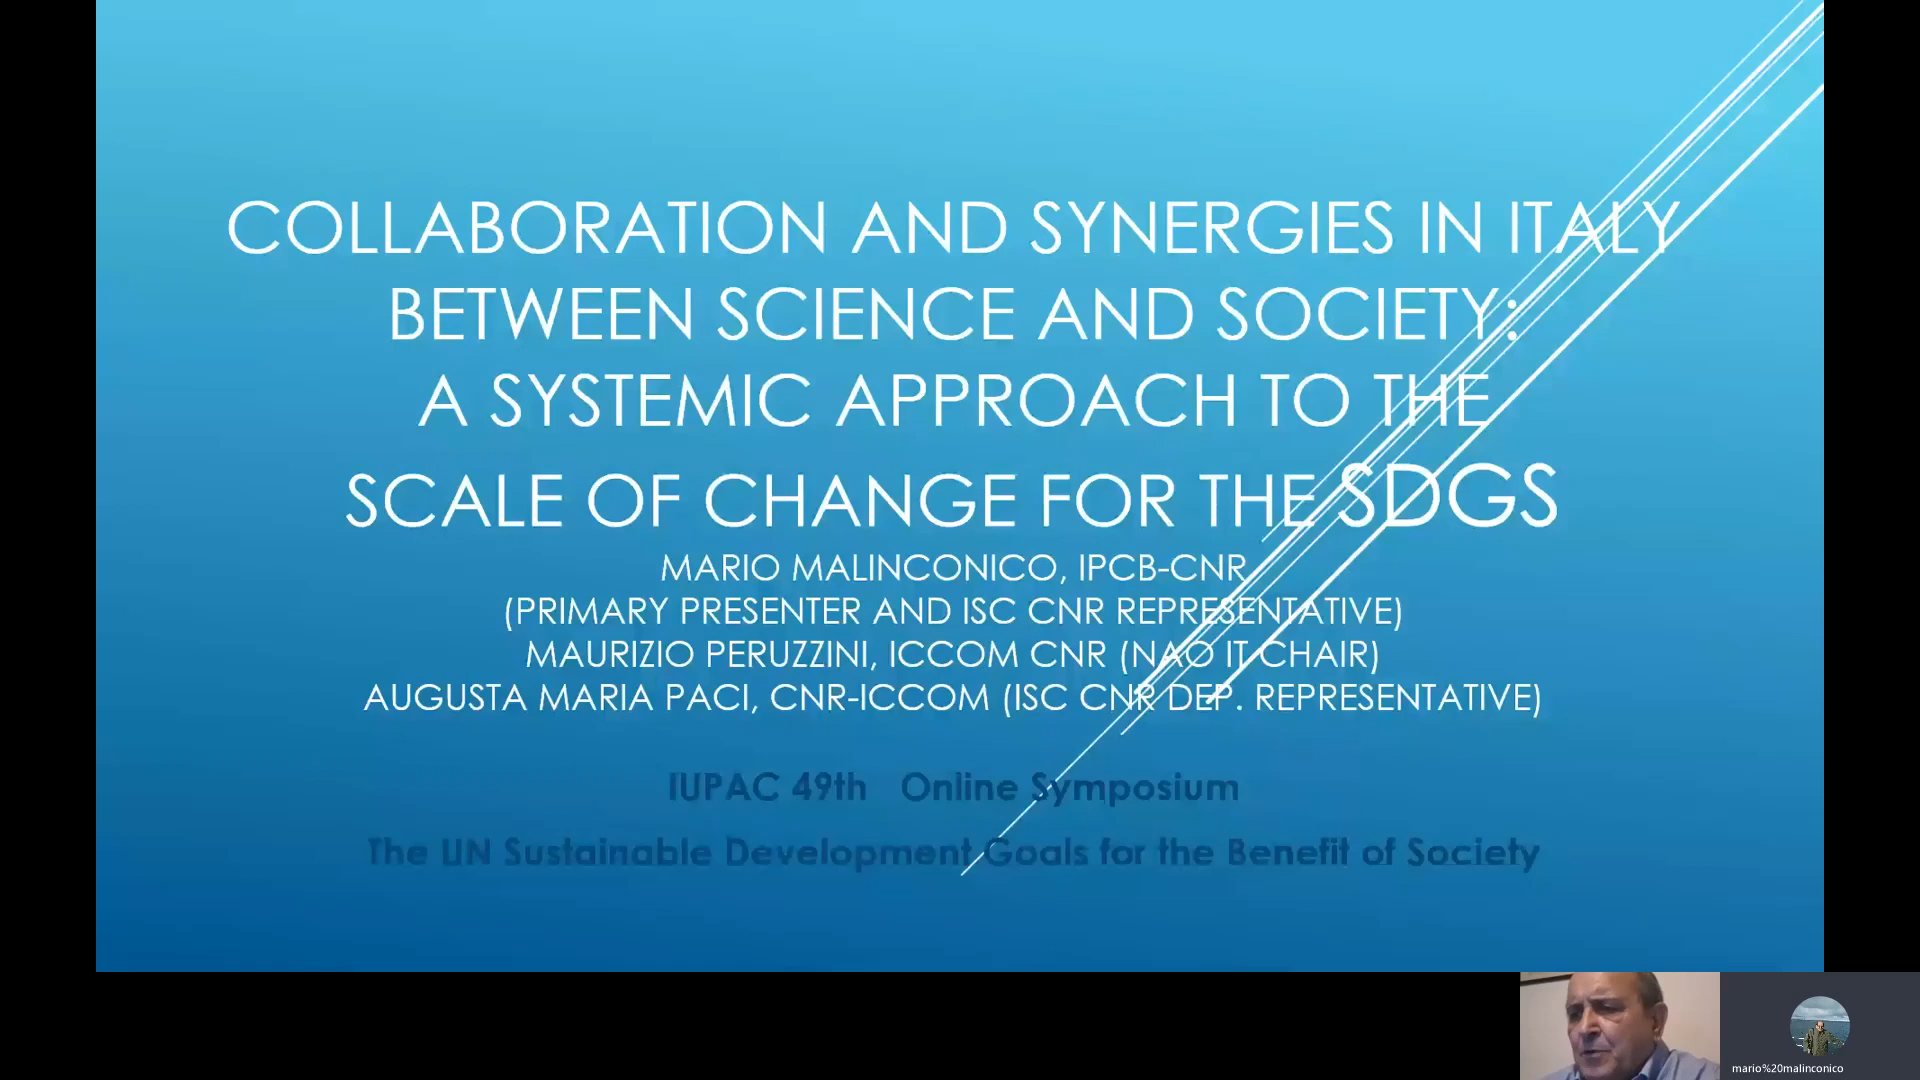 COLLABORATION AND SYNERGIES IN ITALY
BETWEEN SCIENCE AND SOCIETY:
A SYSTEMIC APPROACH TO THE
SCALE OF CHANGE FOR THE SDGS
MARIO MALINCONICO, IPCB-CNR
(PRIMARY PRESENTER AND ISC CNR REPRESENTATIVE)
MAURIZIO PERUZZINI, ICCOM CNR (NAO IT CHAIR)
AUGUSTA MARIA PACI, CNR-ICCOM (ISC CNR DEP. REPRESENTATIVE)
IUPAC 49th Online Symposium
The UN Sustainable Development Goals for the Benefit of Society
mario%20malinconico